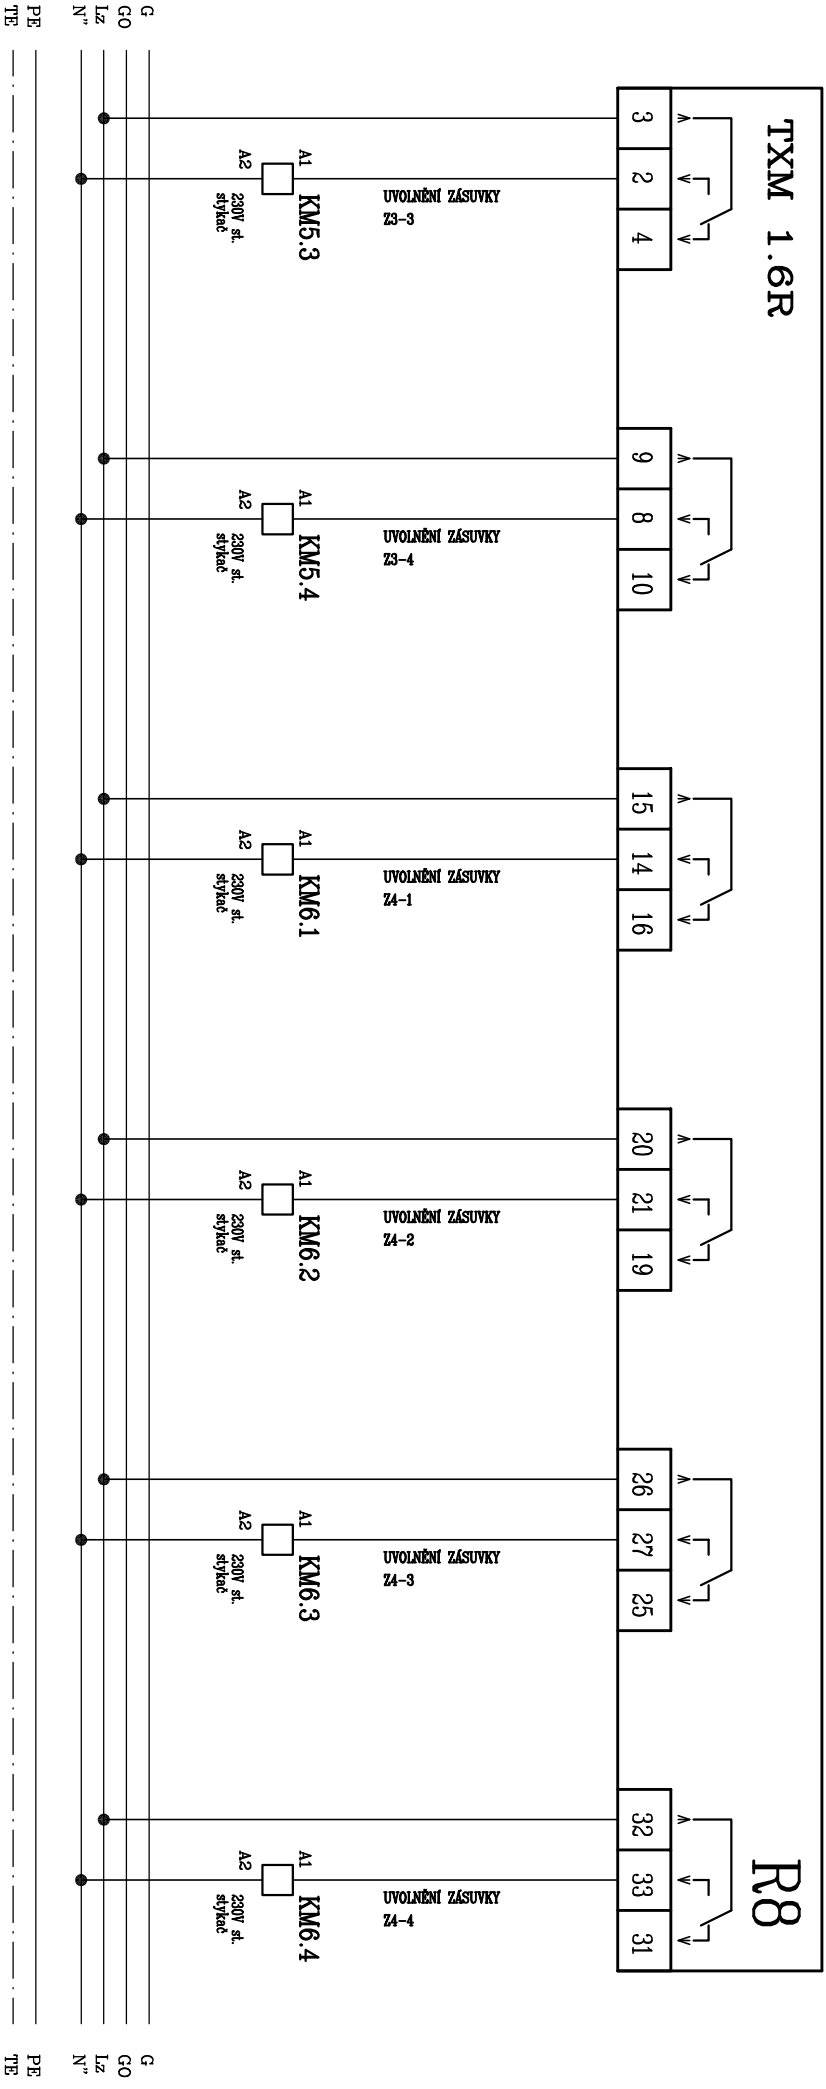 TXM 1.6R
R8
3 2 4
9 8 10
15 14 16
20 21 19
26 27 25
32 33 31
UVOLNĚNÍ ZÁSUVKY
Z3-3
UVOLNĚNÍ ZÁSUVKY
Z3-4
UVOLNĚNÍ ZÁSUVKY
Z4-1
UVOLNĚNÍ ZÁSUVKY
Z4-2
UVOLNĚNÍ ZÁSUVKY
Z4-3
UVOLNĚNÍ ZÁSUVKY
Z4-4
A1
KM5.3
A2
230V st.
stykač
A1
KM5.4
A2
230V st.
stykač
A1
KM6.1
A2
230V st.
stykač
A1
KM6.2
A2
230V st.
stykač
A1
KM6.3
A2
230V st.
stykač
A1
KM6.4
A2
230V st.
stykač
G
GO
Lz
N"
PE
TE
G
GO
Lz
N"
PE
TE